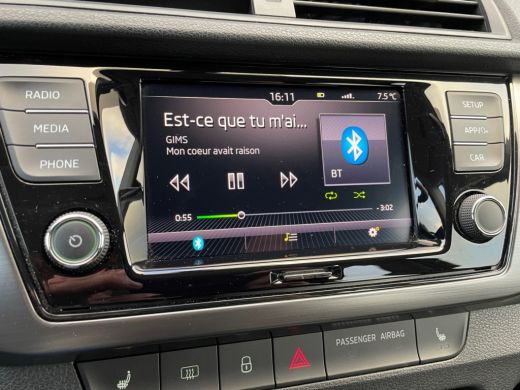 16:11
7.5°C
RADIO
MEDIA
PHONE
Est-ce que tu m'ai...
GIMS
Mon coeur avait raison
BT
0:55
-3:02
SETUP
APP/
CAR
PASSENGER AIRBAG